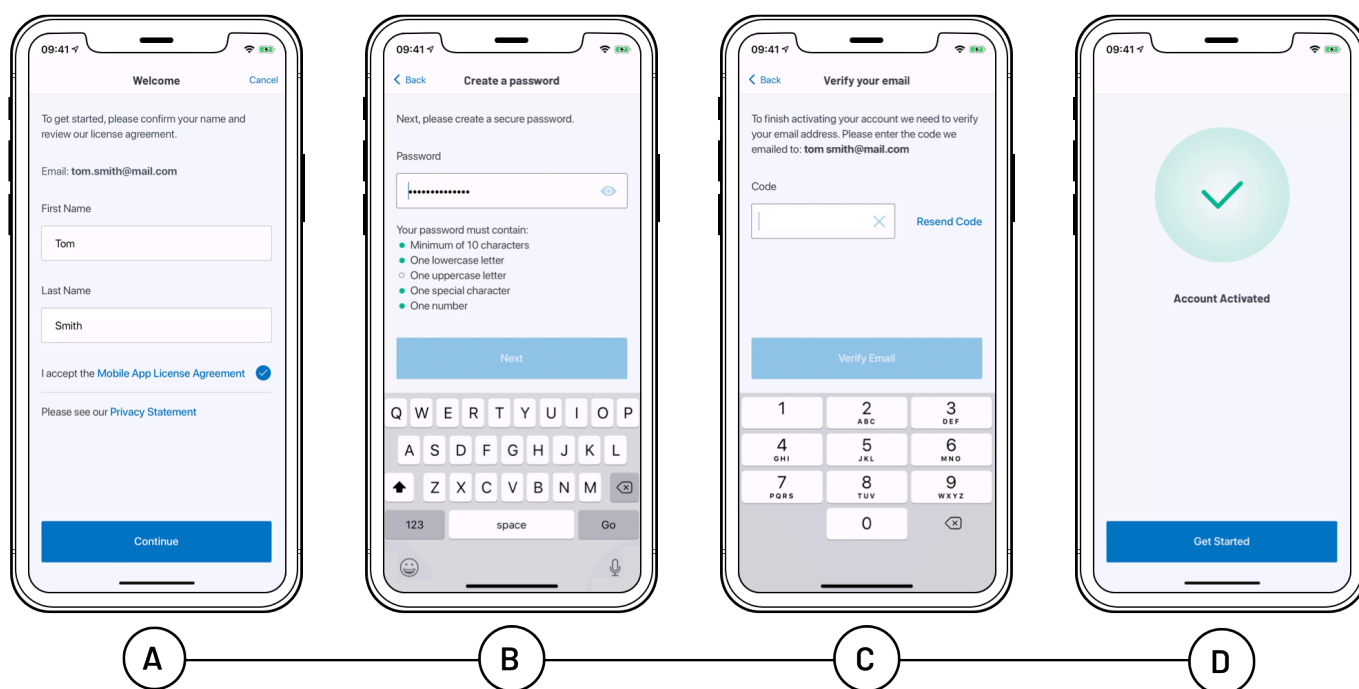 09:41
Welcome
Cancel
To get started, please confirm your name and
review our license agreement.
Email: tom.smith@mail.com
First Name
Tom
Last Name
Smith
I accept the Mobile App License Agreement
Please see our Privacy Statement
Continue
A
09:41
Back
Create a password
Next, please create a secure password.
Password
••••••••••••••
Your password must contain:
Minimum of 10 characters
One lowercase letter
One uppercase letter
One special character
One number
Next
Q W E R T Y U I O P
A S D F G H J K L
Z X C V B N M
123 space Go
B
09:41
Back
Verify your email
To finish activating your account we need to verify
your email address. Please enter the code we
emailed to: tom smith@mail.com
Code
Resend Code
Verify Email
1 2 3
ABC DEF
4 5 6
GHI JKL MNO
7 8 9
PQRS TUV WXYZ
0
C
09:41
Account Activated
Get Started
D